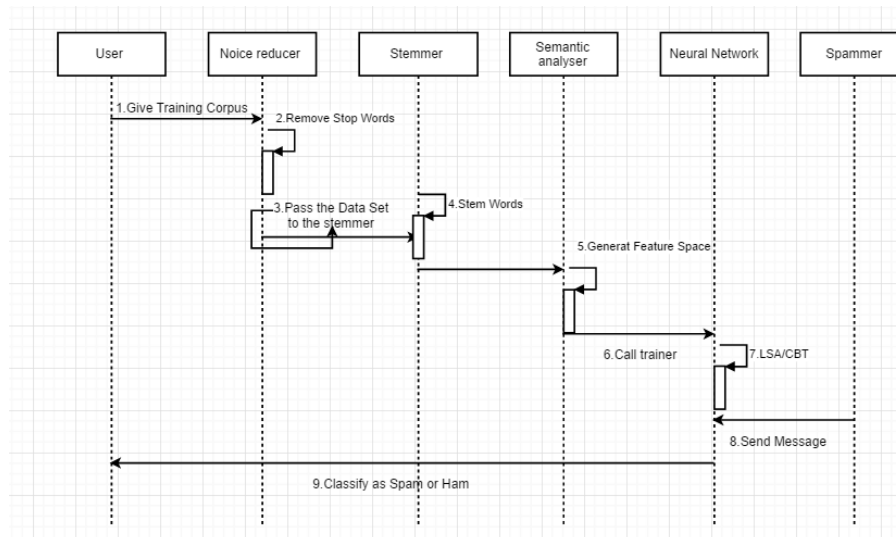 User
Noice reducer
Stemmer
Semantic
analyser
Neural Network
Spammer
1.Give Training Corpus
2.Remove Stop Words
3.Pass the Data Set
to the stemmer
4.Stem Words
5.Generat Feature Space
6.Call trainer
7.LSA/CBT
8.Send Message
9.Classify as Spam or Ham